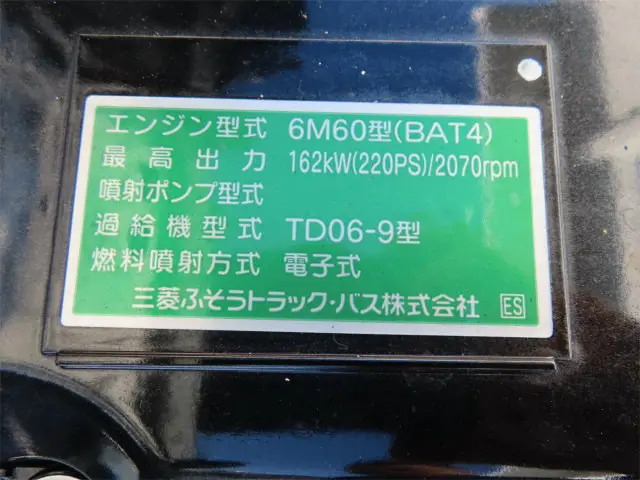 エンジン型式 6M60型(BAT4)
最高出力 162kW(220PS)/2070rpm
噴射ポンプ型式
過給機型式 TD06-9型
燃料噴射方式 電子式
三菱ふそうトラック・バス株式会社 ES